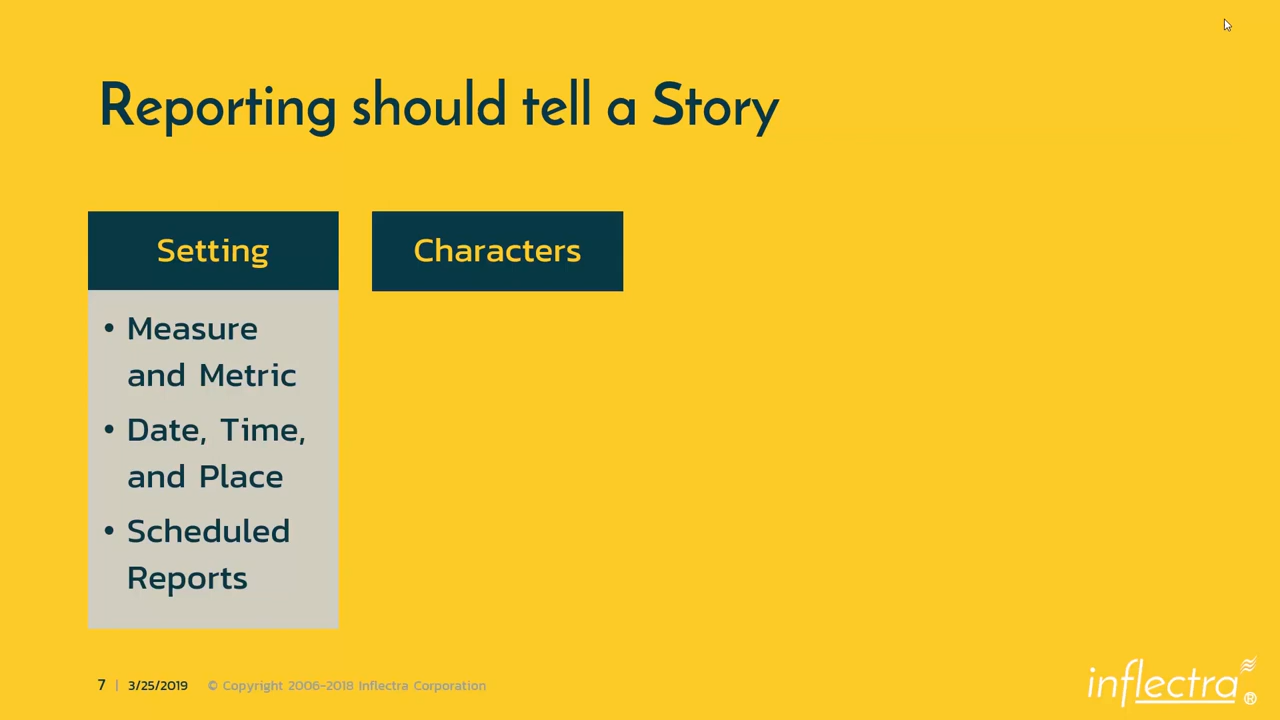 Reporting should tell a Story
Setting
• Measure
and Metric
• Date, Time,
and Place
• Scheduled
Reports
Characters
7 | 3/25/2019 © Copyright 2006-2018 Inflectra Corporation
inflectra®